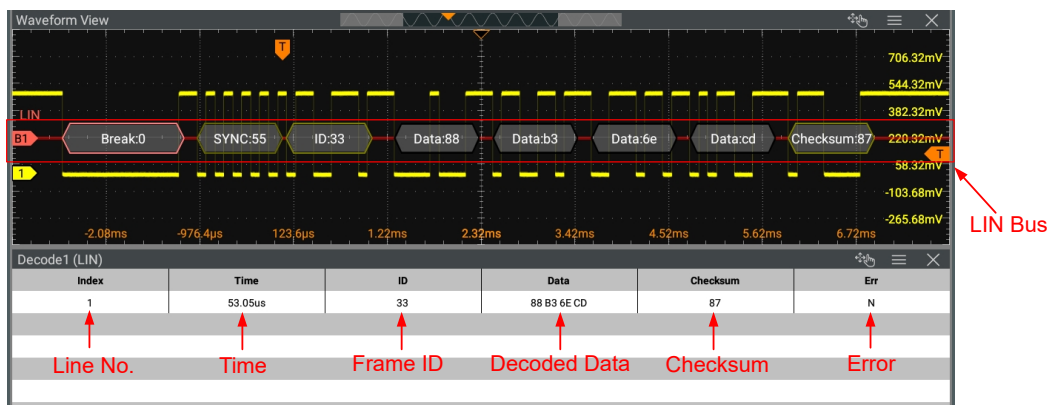 Waveform View
T
706.32mV
544.32mV
382.32mV
LIN
B1 Break:0 SYNC:55 ID:33 Data:88 Data:b3 Data:6e Data:cd Checksum:87 220.32mV
T
1 58.32mV
-103.68mV
-265.68mV
LIN Bus
-2.08ms -976.4µs 123.6µs 1.22ms 2.32ms 3.42ms 4.52ms 5.62ms 6.72ms
Decode1 (LIN)
Index Time ID Data Checksum Err
1 53.05us 33 88 B3 6E CD 87 N
Line No. Time Frame ID Decoded Data Checksum Error